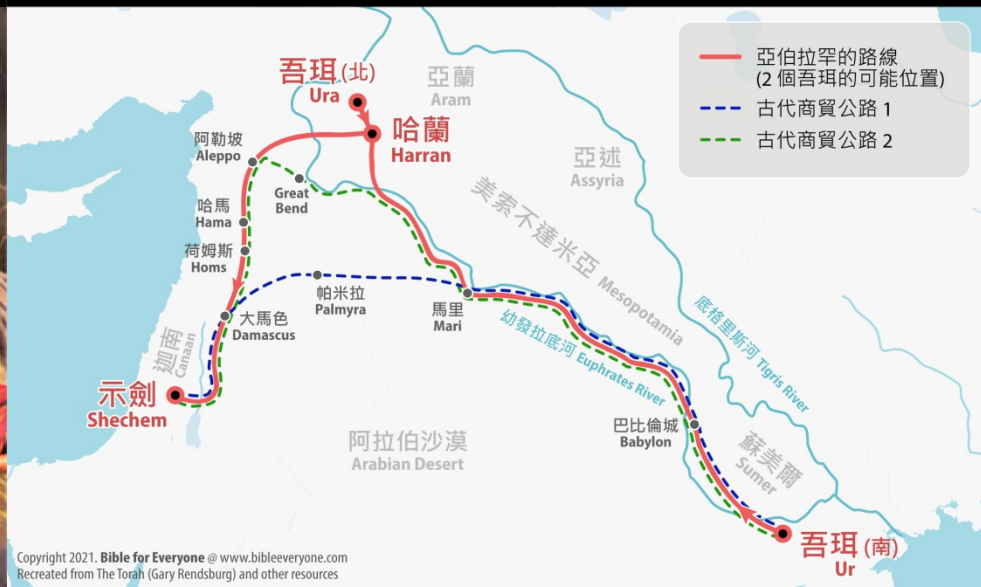 亞伯拉罕的路線
(2 個吾珥的可能位置)
古代商貿公路 1
古代商貿公路 2
吾珥(北)
Ura
亞蘭
Aram
哈蘭
Harran
阿勒坡
Aleppo
亞述
Assyria
Great
Bend
哈馬
Hama
荷姆斯
Homs
美索不達米亞 Mesopotamia
帕米拉
Palmyra
馬里
Mari
大馬色
Damascus
迦南
Canaan
幼發拉底河 Euphrates River
底格里斯河 Tigris River
示劍
Shechem
阿拉伯沙漠
Arabian Desert
巴比倫城
Babylon
蘇美爾
Sumer
吾珥(南)
Ur
Copyright 2021. Bible for Everyone @ www.bibleeveryone.com
Recreated from The Torah (Gary Rendsburg) and other resources